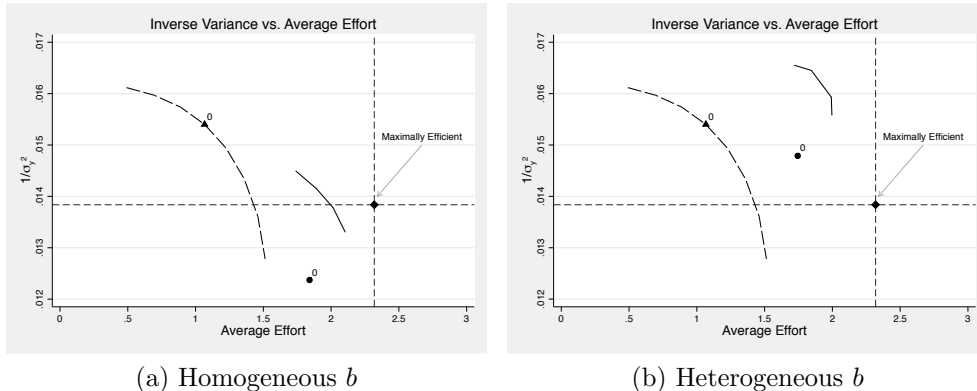 Inverse Variance vs. Average Effort
.017
.016
.015
.014
.013
.012
1/σ_y²
0
0
Maximally Efficient
0 .5 1 1.5 2 2.5 3
Average Effort
(a) Homogeneous b
Inverse Variance vs. Average Effort
.017
.016
.015
.014
.013
.012
1/σ_y²
0
0
Maximally Efficient
0 .5 1 1.5 2 2.5 3
Average Effort
(b) Heterogeneous b